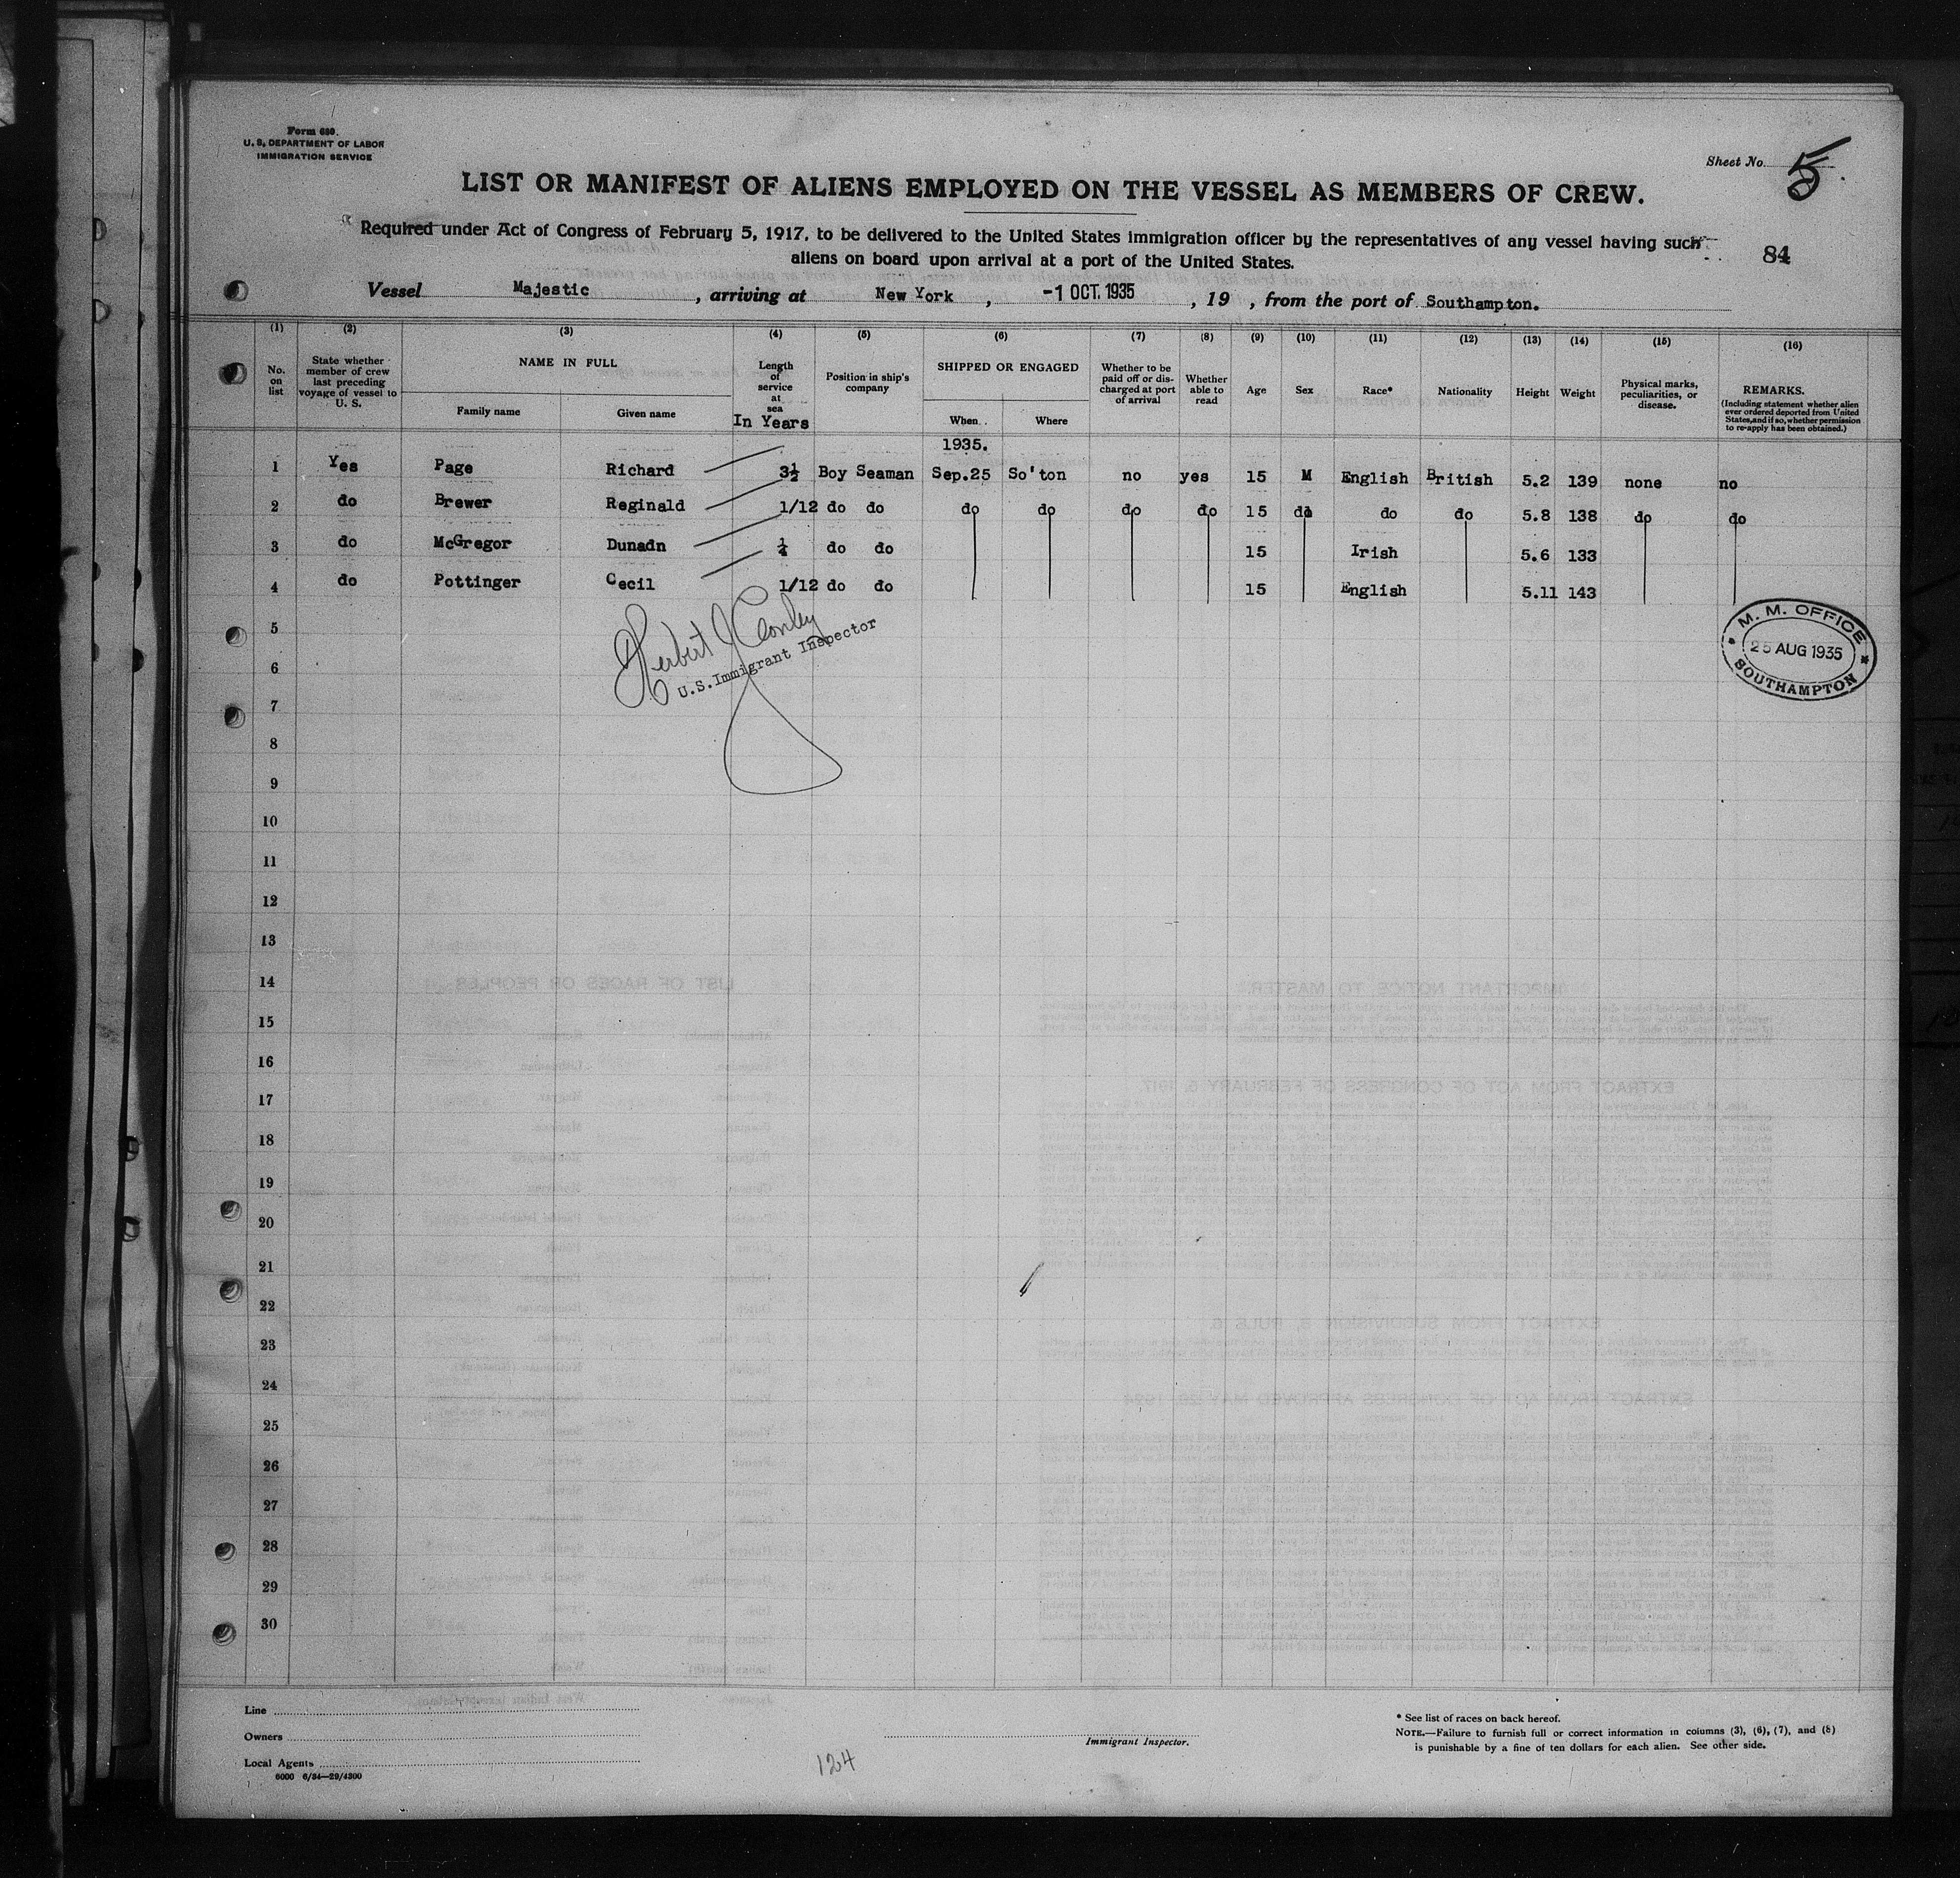 Form 680.
U. S. DEPARTMENT OF LABOR
IMMIGRATION SERVICE
Sheet No. 5
LIST OR MANIFEST OF ALIENS EMPLOYED ON THE VESSEL AS MEMBERS OF CREW.
Required under Act of Congress of February 5, 1917, to be delivered to the United States immigration officer by the representatives of any vessel having such
aliens on board upon arrival at a port of the United States.
84
Vessel Majestic, arriving at New York, -1 OCT. 1935, 19 , from the port of Southampton.
(1) (2) (3) (4) (5) (6) (7) (8) (9) (10) (11) (12) (13) (14) (15) (16)
No. on list
State whether member of crew last preceding voyage of vessel to U. S.
NAME IN FULL
Family name
Given name
Length of service at sea
In Years
Position in ship's company
SHIPPED OR ENGAGED
When
Where
Whether to be paid off or discharged at port of arrival
Whether able to read
Age
Sex
Race*
Nationality
Height
Weight
Physical marks, peculiarities, or disease.
REMARKS.
(Including statement whether alien ever ordered deported from United States, and if so, whether permission to re-apply has been obtained.)
1935.
1 Yes Page Richard 3½ Boy Seaman Sep.25 So'ton no yes 15 M English British 5.2 139 none no
2 do Brewer Reginald 1/12 do do do do do do 15 do do do 5.8 138 do do
3 do McGregor Dunadn ¼ do do 15 Irish 5.6 133
4 do Pottinger Cecil 1/12 do do 15 English 5.11 143
Herbert J Conley
U.S. Immigrant Inspector
M. M. OFFICE
25 AUG 1935
SOUTHAMPTON
5
6
7
8
9
10
11
12
13
14
15
16
17
18
19
20
21
22
23
24
25
26
27
28
29
30
Line
Owners
Local Agents
6000 6/34—29/4300
124
Immigrant Inspector.
* See list of races on back hereof.
NOTE.—Failure to furnish full or correct information in columns (3), (6), (7), and (8)
is punishable by a fine of ten dollars for each alien. See other side.